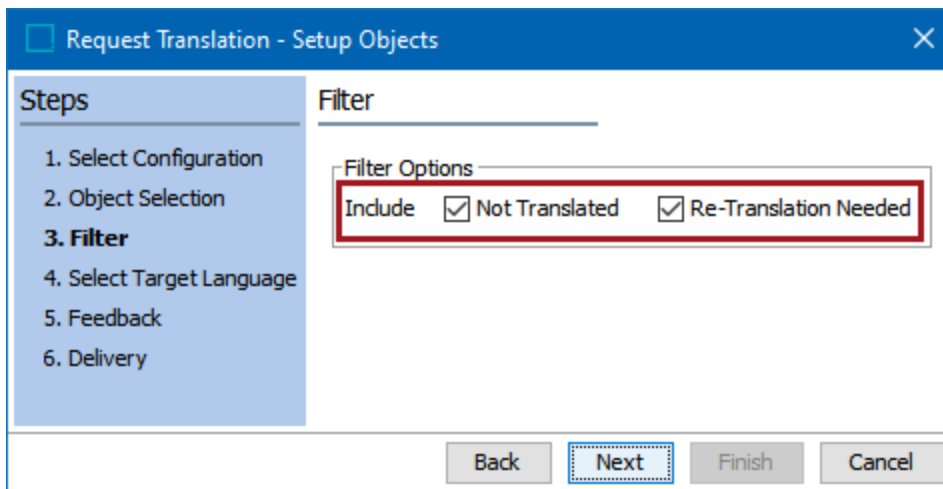 Request Translation - Setup Objects
Steps
1. Select Configuration
2. Object Selection
3. Filter
4. Select Target Language
5. Feedback
6. Delivery
Filter
Filter Options
Include Not Translated Re-Translation Needed
Back Next Finish Cancel